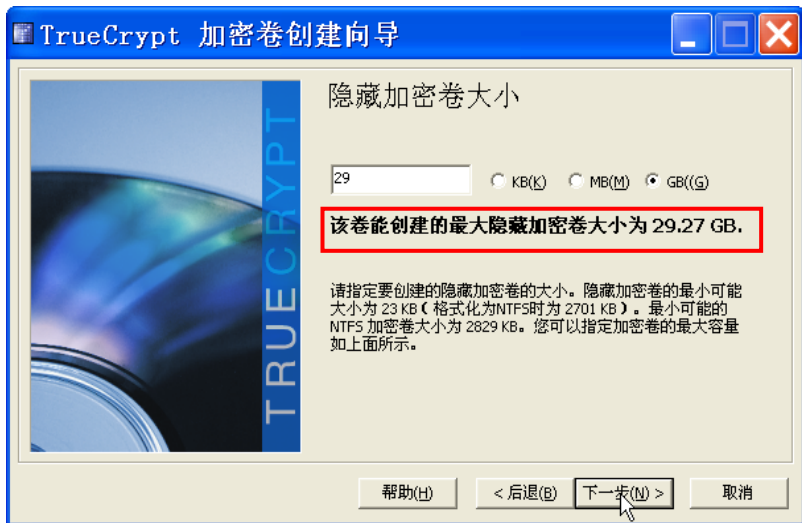 TrueCrypt 加密卷创建向导
TRUECRYPT
隐藏加密卷大小
29 KB(K) MB(M) GB((G)
该卷能创建的最大隐藏加密卷大小为 29.27 GB.
请指定要创建的隐藏加密卷的大小。隐藏加密卷的最小可能
大小为 23 KB ( 格式化为NTFS时为 2701 KB ) 。最小可能的
NTFS 加密卷大小为 2829 KB。您可以指定加密卷的最大容量
如上面所示。
帮助(H) < 后退(B) 下一步(N) > 取消